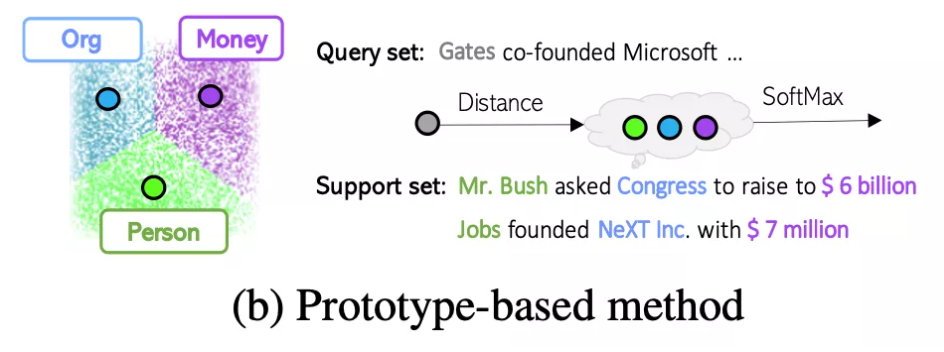 Org
Money
Person
Query set: Gates co-founded Microsoft ...
Distance
SoftMax
Support set: Mr. Bush asked Congress to raise to $ 6 billion
Jobs founded NeXT Inc. with $ 7 million
(b) Prototype-based method